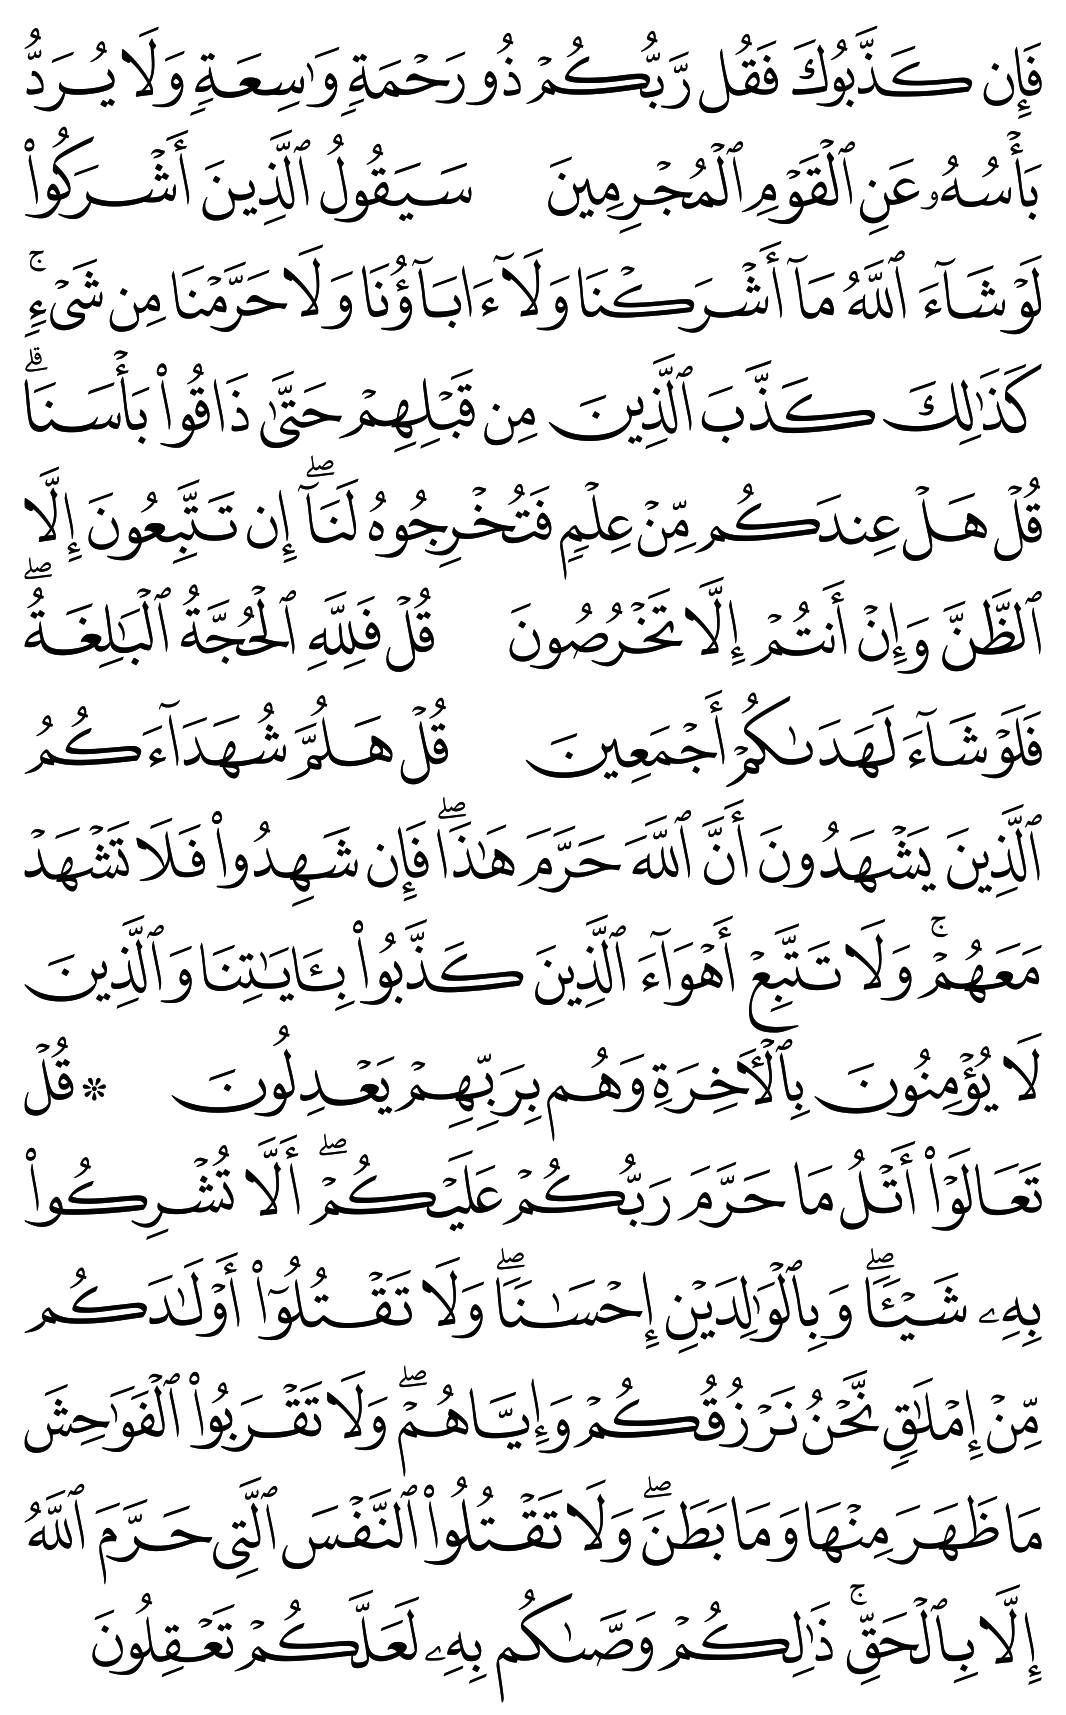 فَإِن كَذَّبُوكَ فَقُل رَّبُّكُمۡ ذُو رَحۡمَةٖ وَٰسِعَةٖ وَلَا يُرَدُّ
بَأۡسُهُۥ عَنِ ٱلۡقَوۡمِ ٱلۡمُجۡرِمِينَ سَيَقُولُ ٱلَّذِينَ أَشۡرَكُواْ
لَوۡ شَآءَ ٱللَّهُ مَآ أَشۡرَكۡنَا وَلَآ ءَابَآؤُنَا وَلَا حَرَّمۡنَا مِن شَيۡءٖۚ
كَذَٰلِكَ كَذَّبَ ٱلَّذِينَ مِن قَبۡلِهِمۡ حَتَّىٰ ذَاقُواْ بَأۡسَنَاۗ
قُلۡ هَلۡ عِندَكُم مِّنۡ عِلۡمٖ فَتُخۡرِجُوهُ لَنَآۖ إِن تَتَّبِعُونَ إِلَّا
ٱلظَّنَّ وَإِنۡ أَنتُمۡ إِلَّا تَخۡرُصُونَ قُلۡ فَلِلَّهِ ٱلۡحُجَّةُ ٱلۡبَٰلِغَةُۖ
فَلَوۡ شَآءَ لَهَدَىٰكُمۡ أَجۡمَعِينَ قُلۡ هَلُمَّ شُهَدَآءَكُمُ
ٱلَّذِينَ يَشۡهَدُونَ أَنَّ ٱللَّهَ حَرَّمَ هَٰذَاۖ فَإِن شَهِدُواْ فَلَا تَشۡهَدۡ
مَعَهُمۡۚ وَلَا تَتَّبِعۡ أَهۡوَآءَ ٱلَّذِينَ كَذَّبُواْ بِـَٔايَٰتِنَا وَٱلَّذِينَ
لَا يُؤۡمِنُونَ بِٱلۡأٓخِرَةِ وَهُم بِرَبِّهِمۡ يَعۡدِلُونَ ۞ قُلۡ
تَعَالَوۡاْ أَتۡلُ مَا حَرَّمَ رَبُّكُمۡ عَلَيۡكُمۡۖ أَلَّا تُشۡرِكُواْ
بِهِۦ شَيۡـٔٗاۖ وَبِٱلۡوَٰلِدَيۡنِ إِحۡسَٰنٗاۖ وَلَا تَقۡتُلُوٓاْ أَوۡلَٰدَكُم
مِّنۡ إِمۡلَٰقٖ نَّحۡنُ نَرۡزُقُكُمۡ وَإِيَّاهُمۡۖ وَلَا تَقۡرَبُواْ ٱلۡفَوَٰحِشَ
مَا ظَهَرَ مِنۡهَا وَمَا بَطَنَۖ وَلَا تَقۡتُلُواْ ٱلنَّفۡسَ ٱلَّتِي حَرَّمَ ٱللَّهُ
إِلَّا بِٱلۡحَقِّۚ ذَٰلِكُمۡ وَصَّىٰكُم بِهِۦ لَعَلَّكُمۡ تَعۡقِلُونَ